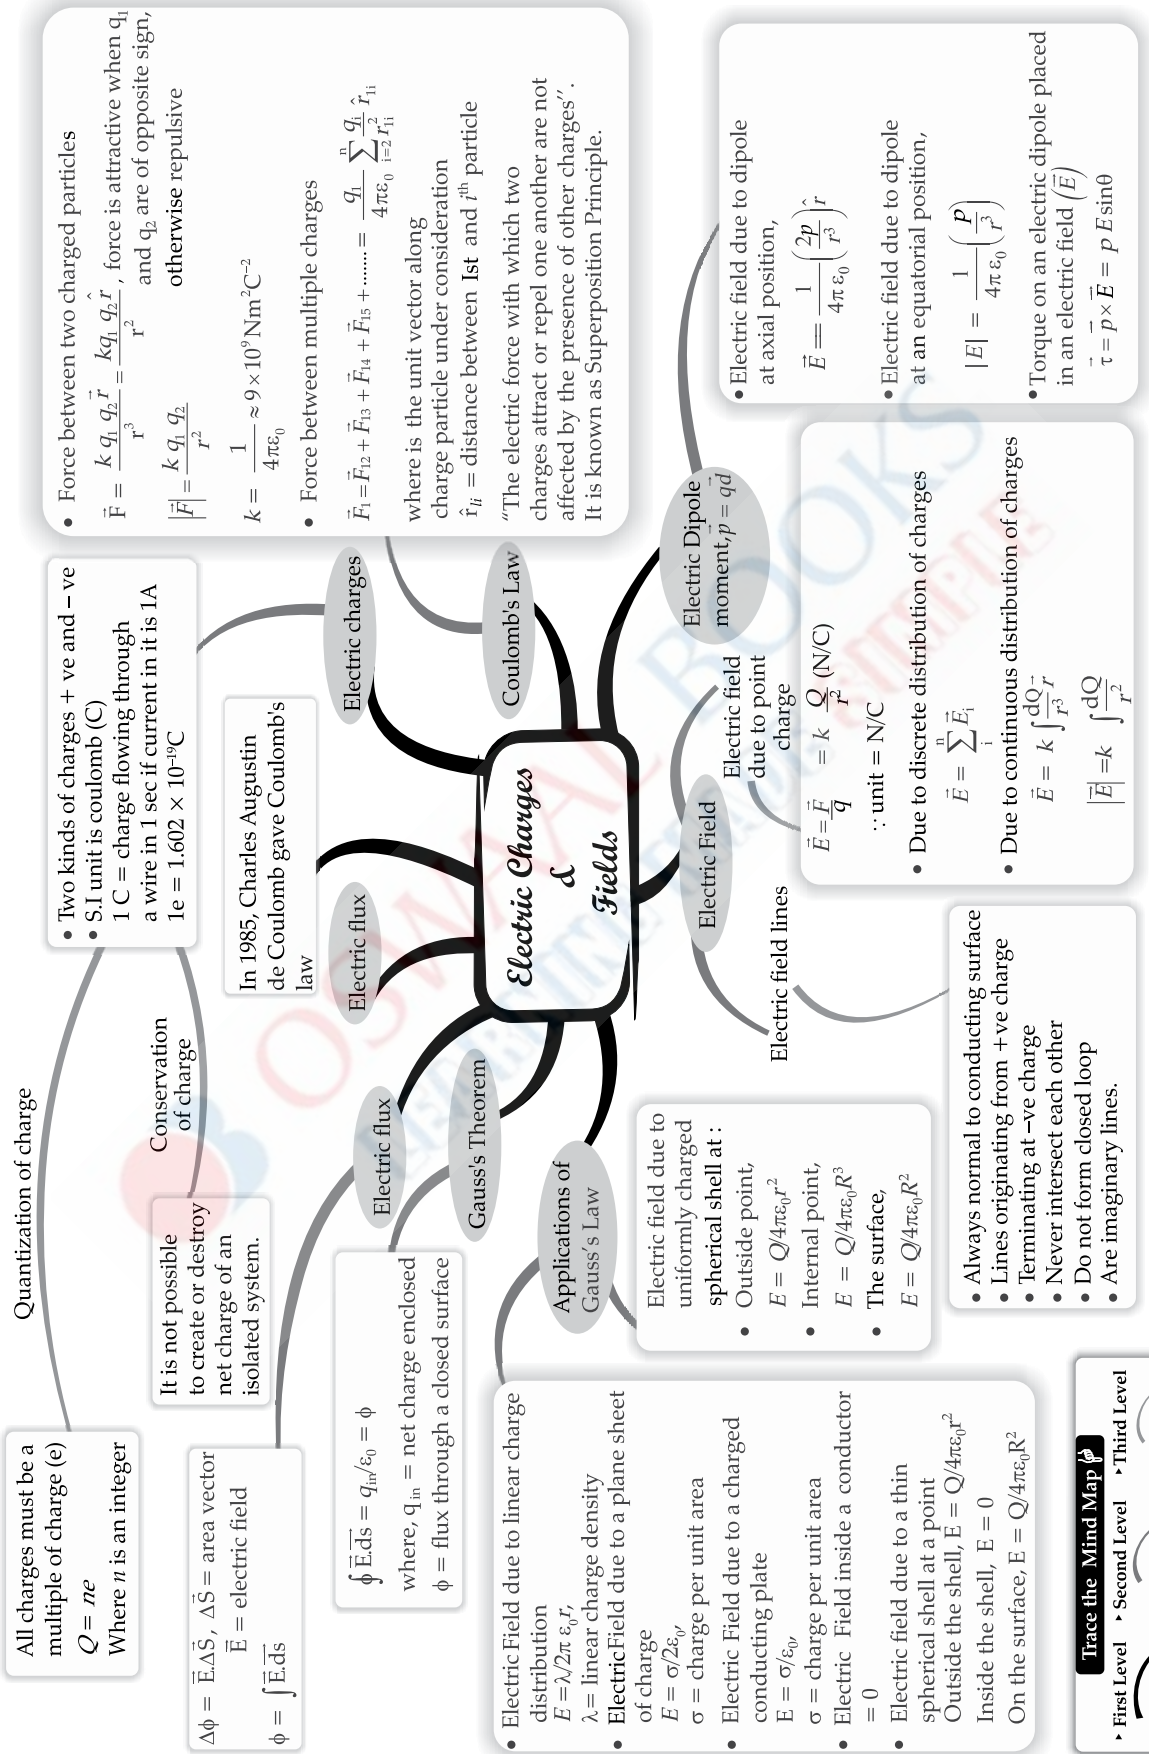 Electric Charges
&
Fields
Quantization of charge
All charges must be a
multiple of charge (e)
Q = ne
Where n is an integer
Conservation
of charge
It is not possible
to create or destroy
net charge of an
isolated system.
• Two kinds of charges + ve and – ve
• S.I unit is coulomb (C)
1 C = charge flowing through
a wire in 1 sec if current in it is 1A
1e = 1.602 × 10⁻¹⁹C
Electric charges
In 1985, Charles Augustin
de Coulomb gave Coulomb's
law
Electric flux
Coulomb's Law
• Force between two charged particles
F⃗ = k q₁ q₂ r⃗ / r³ = kq₁ q₂ r̂ / r² , force is attractive when q₁
and q₂ are of opposite sign,
|F⃗| = k q₁ q₂ / r² otherwise repulsive
k = 1/4πε₀ ≈ 9×10⁹ Nm²C⁻²
• Force between multiple charges
F⃗₁ = F⃗₁₂ + F⃗₁₃ + F⃗₁₄ + F⃗₁₅ + ....... = q₁/4πε₀ ∑ⁿᵢ₌₂ qᵢ/r²₁ᵢ r̂₁ᵢ
where is the unit vector along
charge particle under consideration
r̂₁ᵢ = distance between Ist and iᵗʰ particle
“The electric force with which two
charges attract or repel one another are not
affected by the presence of other charges”.
It is known as Superposition Principle.
Electric Dipole
moment, p⃗ = qd⃗
• Electric field due to dipole
at axial position,
E⃗ == 1/4π ε₀ (2p/r³) r̂
• Electric field due to dipole
at an equatorial position,
|E| = 1/4π ε₀ (P/r³)
• Torque on an electric dipole placed
in an electric field (E⃗)
τ⃗ = p⃗ × E⃗ = p E sinθ
Electric Field
Electric field
due to point
charge
E⃗ = F⃗/q = k Q/r² (N/C)
∵ unit = N/C
• Due to discrete distribution of charges
E⃗ = ∑ⁿᵢ E⃗ᵢ
• Due to continuous distribution of charges
E⃗ = k ∫ dQ/r³ r⃗
|E⃗| = k ∫ dQ/r²
Electric field lines
• Always normal to conducting surface
• Lines originating from +ve charge
Terminating at –ve charge
• Never intersect each other
• Do not form closed loop
• Are imaginary lines.
Electric flux
Δϕ = E⃗.ΔS⃗ , ΔS⃗ = area vector
E⃗ = electric field
ϕ = ∫E⃗.ds⃗
Gauss's Theorem
∮ E⃗.ds⃗ = qᵢₙ/ε₀ = ϕ
where, qᵢₙ = net charge enclosed
ϕ = flux through a closed surface
Applications of
Gauss's Law
Electric field due to
uniformly charged
spherical shell at :
• Outside point,
E = Q/4πε₀r²
• Internal point,
E = Q/4πε₀R³
• The surface,
E = Q/4πε₀R²
• Electric Field due to linear charge
distribution
E = λ/2π ε₀r,
λ = linear charge density
• Electric Field due to a plane sheet
of charge
E = σ/2ε₀,
σ = charge per unit area
• Electric Field due to a charged
conducting plate
E = σ/ε₀,
σ = charge per unit area
• Electric Field inside a conductor
= 0
• Electric field due to a thin
spherical shell at a point
Outside the shell, E = Q/4πε₀r²
Inside the shell, E = 0
On the surface, E = Q/4πε₀R²
Trace the Mind Map
▸ First Level ▸ Second Level ▸ Third Level
OSWAAL BOOKS
LEARNING MADE SIMPLE